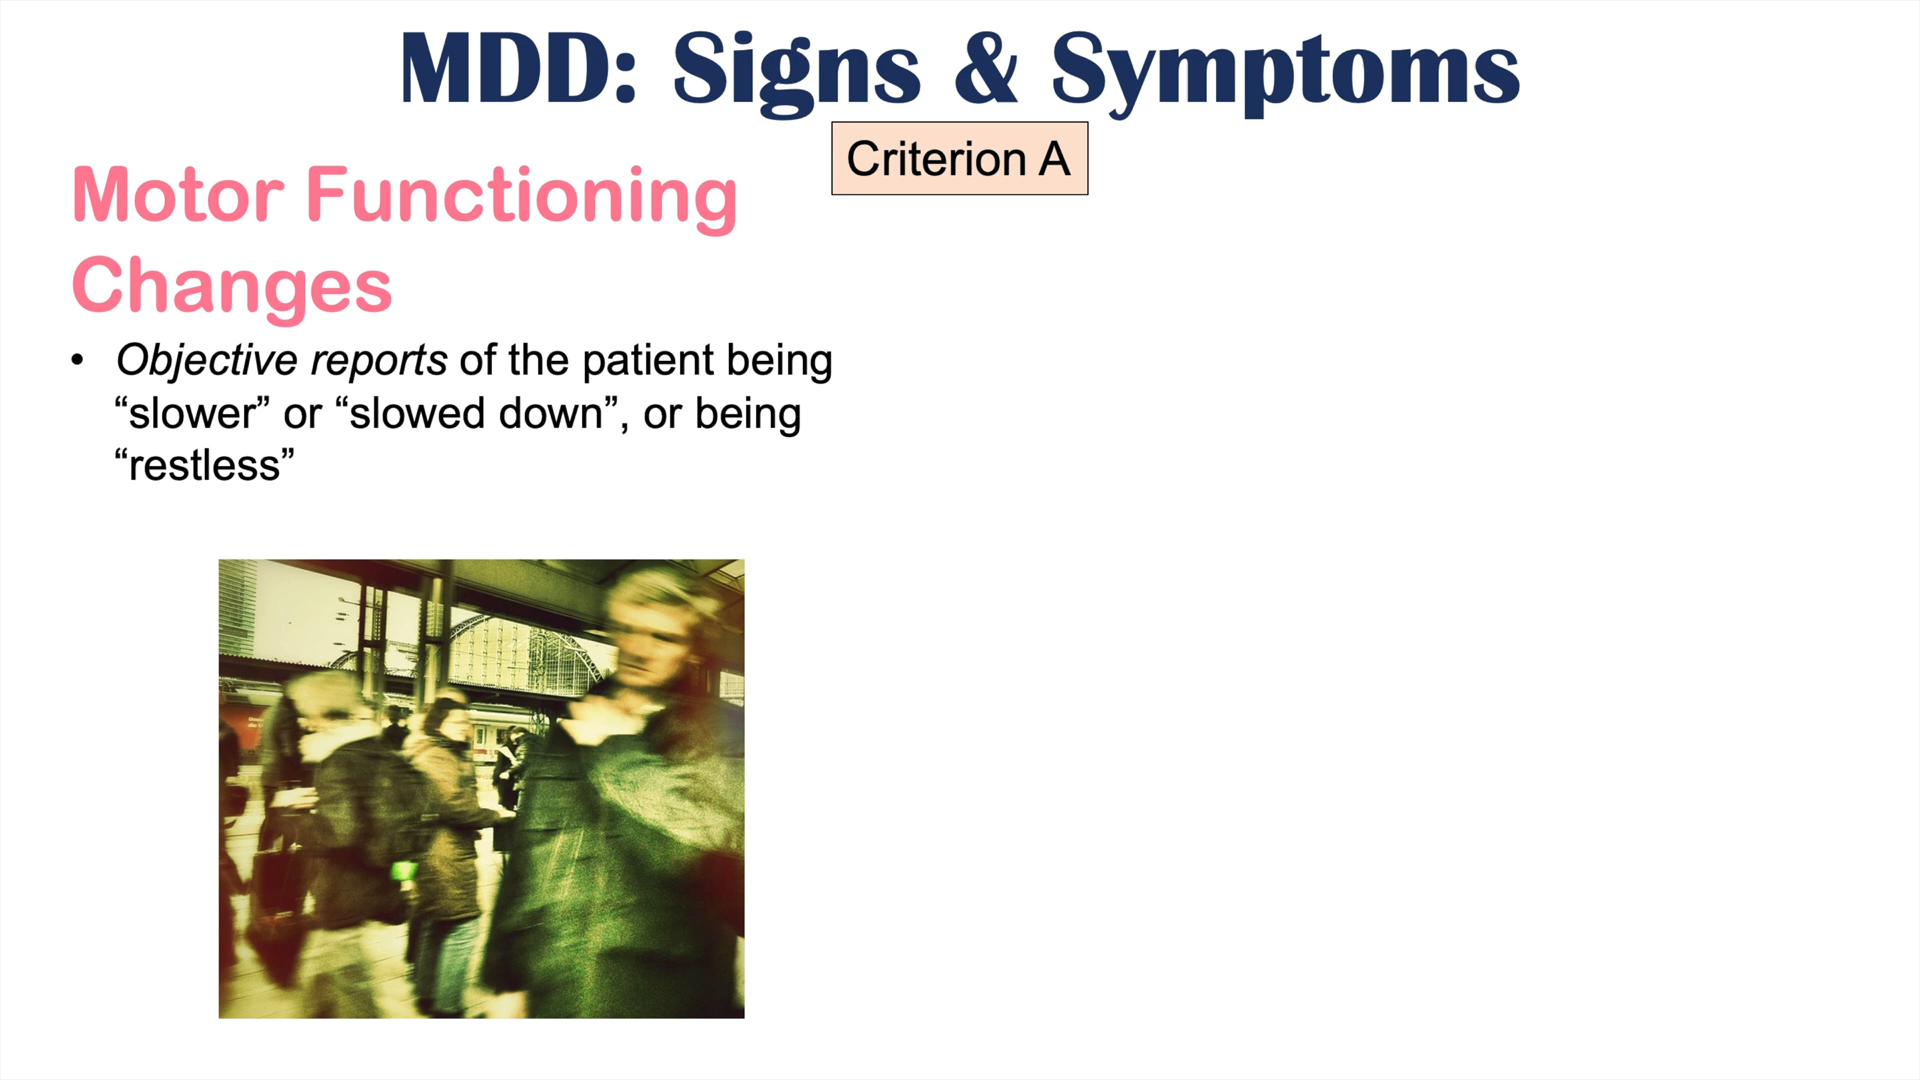 MDD: Signs & Symptoms
Criterion A
Motor Functioning
Changes
• Objective reports of the patient being
“slower” or “slowed down”, or being
“restless”